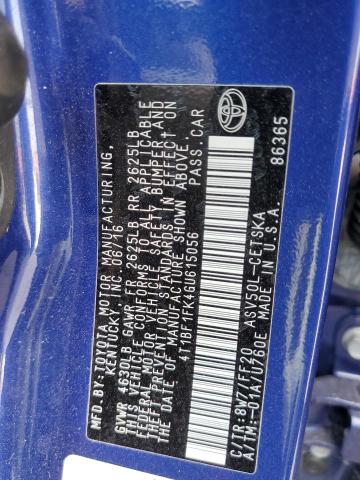 MFD.BY:TOYOTA MOTOR MANUFACTURING,
KENTUCKY, INC. 06/16
GVWR 4630LB GAWR FR 2625LB RR 2625LB
THIS VEHICLE CONFORMS TO ALL APPLICABLE
FEDERAL MOTOR VEHICLE SAFETY, BUMPER, AND
THEFT PREVENTION STANDARDS IN EFFECT ON
THE DATE OF MANUFACTURE SHOWN ABOVE.
4T1BF1FK4GU615056 PASS.CAR
C/TR:8W7/FF20 ASV50L-CETSKA
A/TM:-01A/U760E U.S.A. 86365